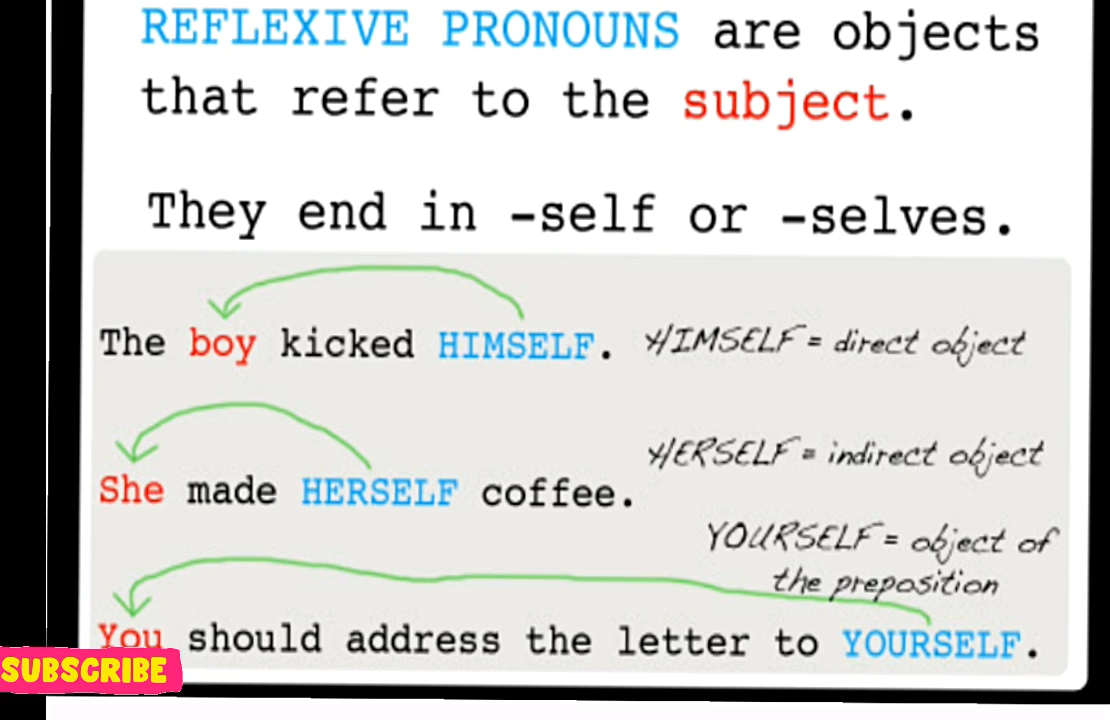 REFLEXIVE PRONOUNS are objects
that refer to the subject.
They end in -self or -selves.
The boy kicked HIMSELF. HIMSELF = direct object
HERSELF = indirect object
She made HERSELF coffee.
YOURSELF = object of
the preposition
You should address the letter to YOURSELF.
SUBSCRIBE